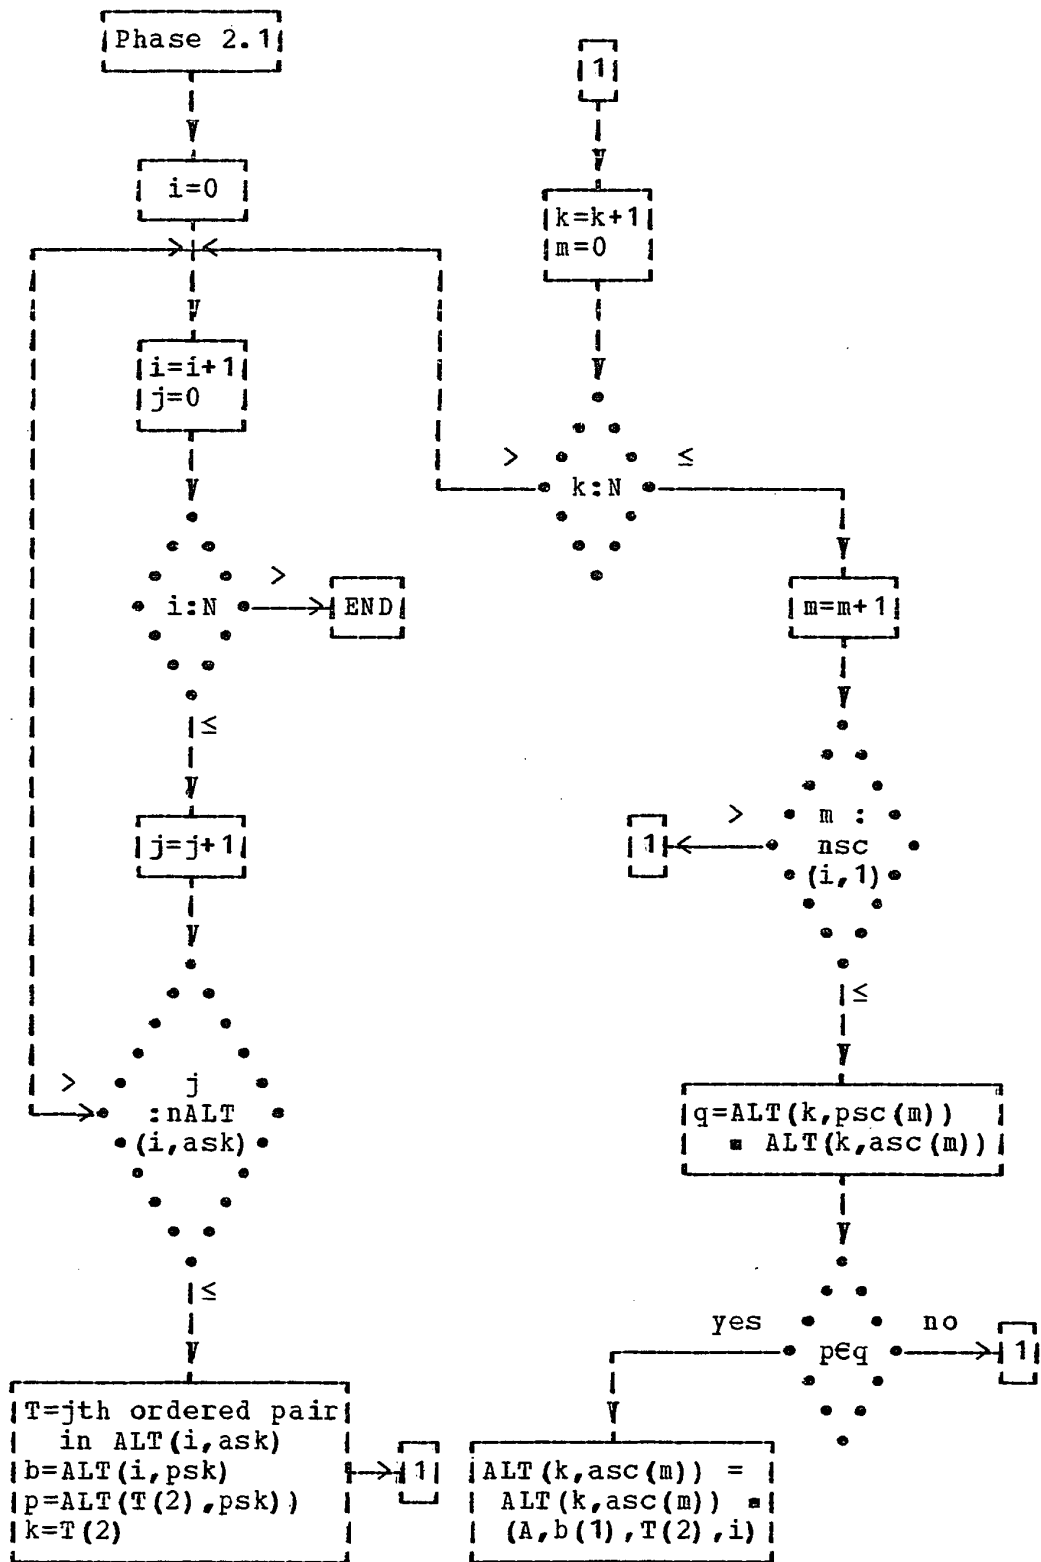 Phase 2.1
i=0
i=i+1
j=0
i:N
>
END
≤
j=j+1
>
j
:nALT
(i,ask)
≤
T=jth ordered pair
in ALT(i,ask)
b=ALT(i,psk)
p=ALT(T(2),psk))
k=T(2)
1
1
k=k+1
m=0
>
k:N
≤
m=m+1
>
m :
nsc
(i,1)
1
≤
q=ALT(k,psc(m))
▪ ALT(k,asc(m))
yes
p∈q
no
1
ALT(k,asc(m) =
ALT(k,asc(m)) ▪
(A,b(1),T(2),i)